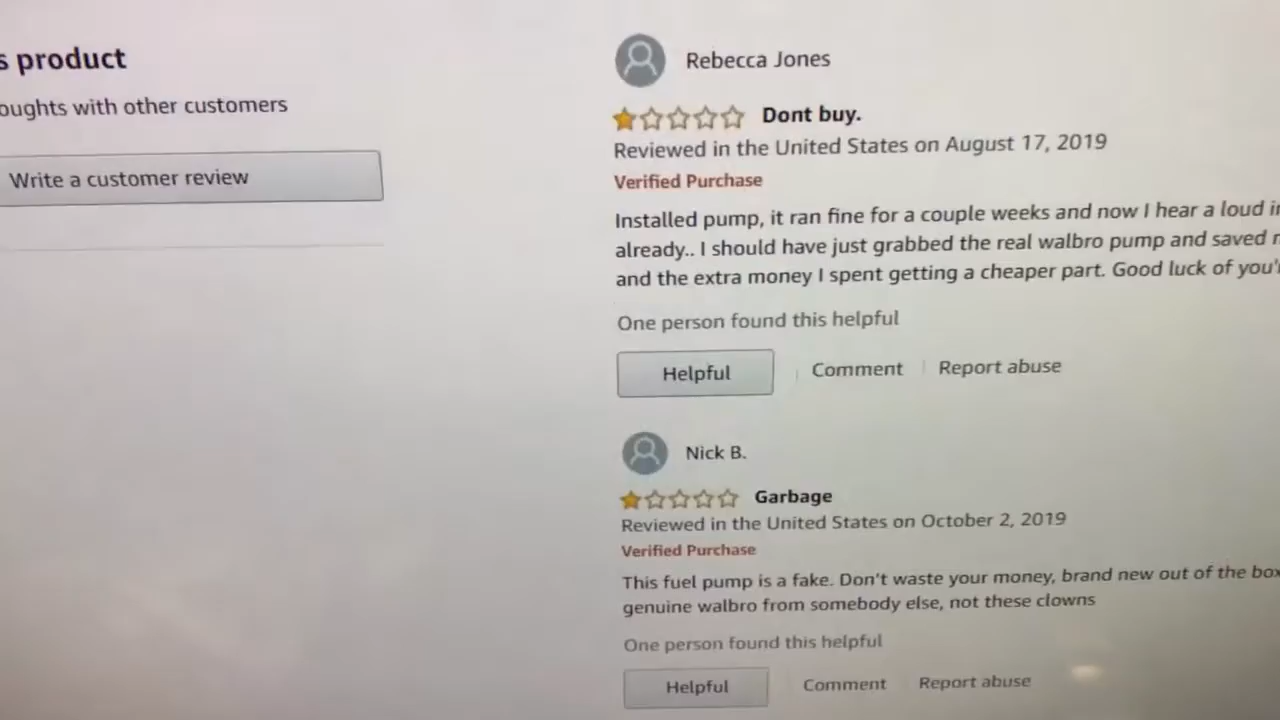 product
Rebecca Jones
Dont buy.
with other customers
Reviewed in the United States on August 17, 2019
Write a customer review
Verified Purchase
Installed pump, it ran fine for a couple weeks and now I hear a loud
already.. I should have just grabbed the real walbro pump and saved
and the extra money I spent getting a cheaper part. Good luck of
One person found this helpful
Helpful
Comment
Report abuse
Nick B.
Garbage
Reviewed in the United States on October 2, 2019
Verified Purchase
This fuel pump is a fake. Don't waste your money, brand new out of the box
genuine walbro from somebody else, not these clowns
One person found this helpful
Helpful
Comment
Report abuse